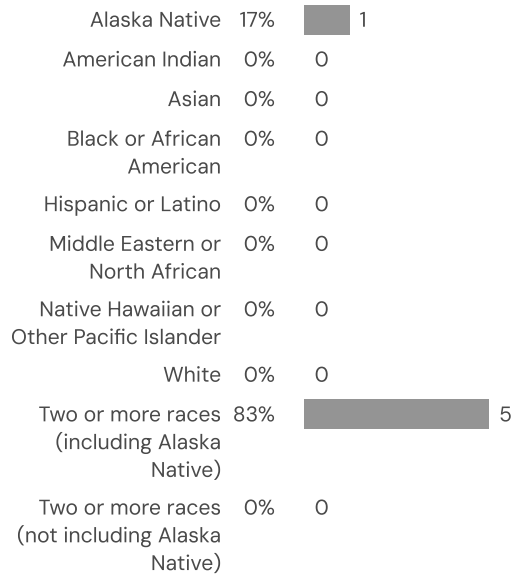 Alaska Native 17% 1
American Indian 0% 0
Asian 0% 0
Black or African 0% 0
American
Hispanic or Latino 0% 0
Middle Eastern or 0% 0
North African
Native Hawaiian or 0% 0
Other Pacific Islander
White 0% 0
Two or more races 83% 5
(including Alaska
Native)
Two or more races 0% 0
(not including Alaska
Native)